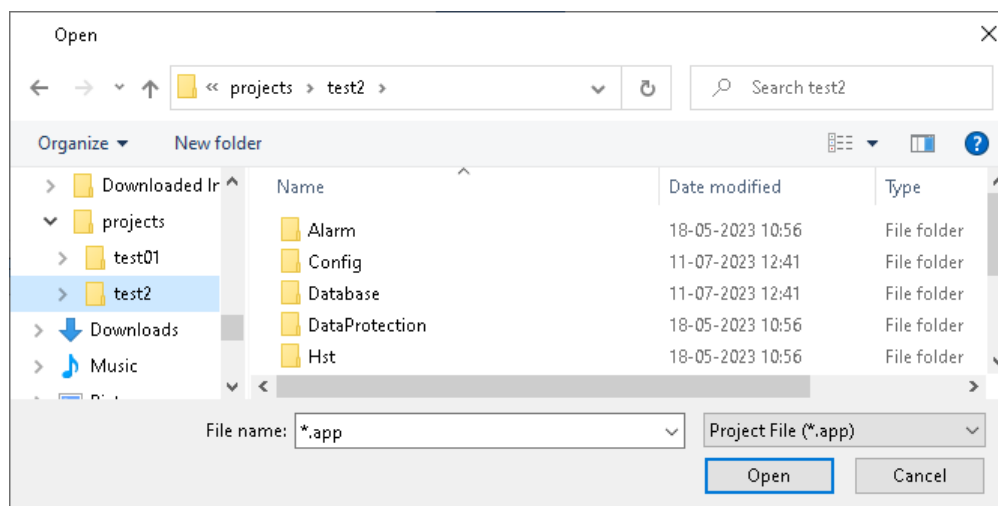 Open
« projects › test2 ›
Search test2
Organize
New folder
Name
Date modified
Type
Downloaded Ir
projects
test01
test2
Downloads
Music
Alarm 18-05-2023 10:56 File folder
Config 11-07-2023 12:41 File folder
Database 11-07-2023 12:41 File folder
DataProtection 18-05-2023 10:56 File folder
Hst 18-05-2023 10:56 File folder
File name: *.app
Project File (*.app)
Open
Cancel